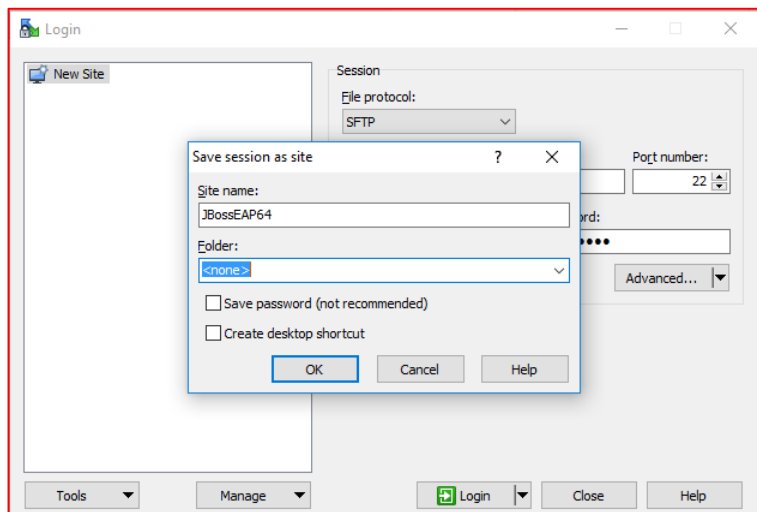 Login
New Site
Session
File protocol:
SFTP
Save session as site ?
Port number:
Site name:
22
JBossEAP64
Folder:
<none>
Advanced...
Save password (not recommended)
Create desktop shortcut
OK Cancel Help
Tools Manage Login Close Help